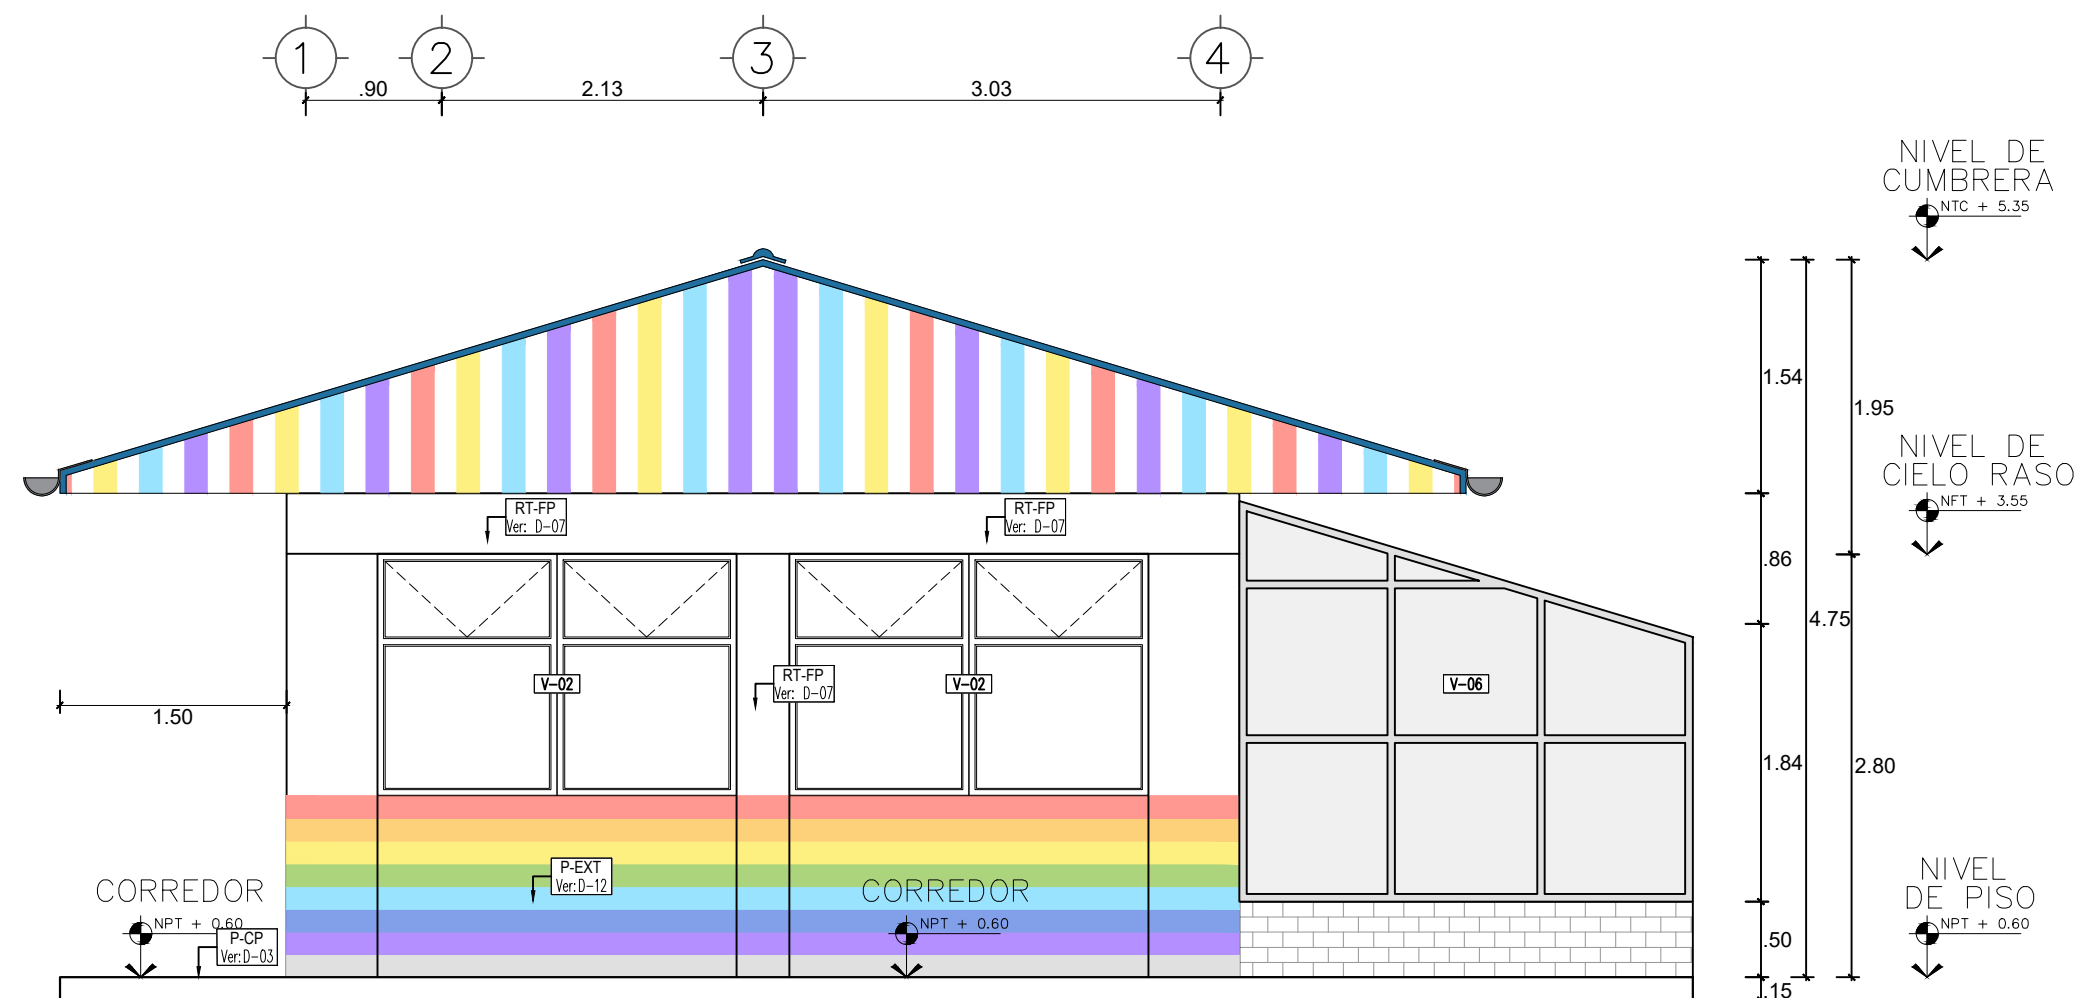 1
2
3
4
.90
2.13
3.03
NIVEL DE
CUMBRERA
NTC + 5.35
1.54
1.95
NIVEL DE
CIELO RASO
NFT + 3.55
RT-FP
Ver: D-07
RT-FP
Ver: D-07
.86
4.75
RT-FP
Ver: D-07
V-02
V-02
V-06
1.50
1.84
2.80
P-EXT
Ver:D-12
CORREDOR
NPT + 0.60
P-CP
Ver:D-03
CORREDOR
NPT + 0.60
NIVEL
DE PISO
NPT + 0.60
.50
.15